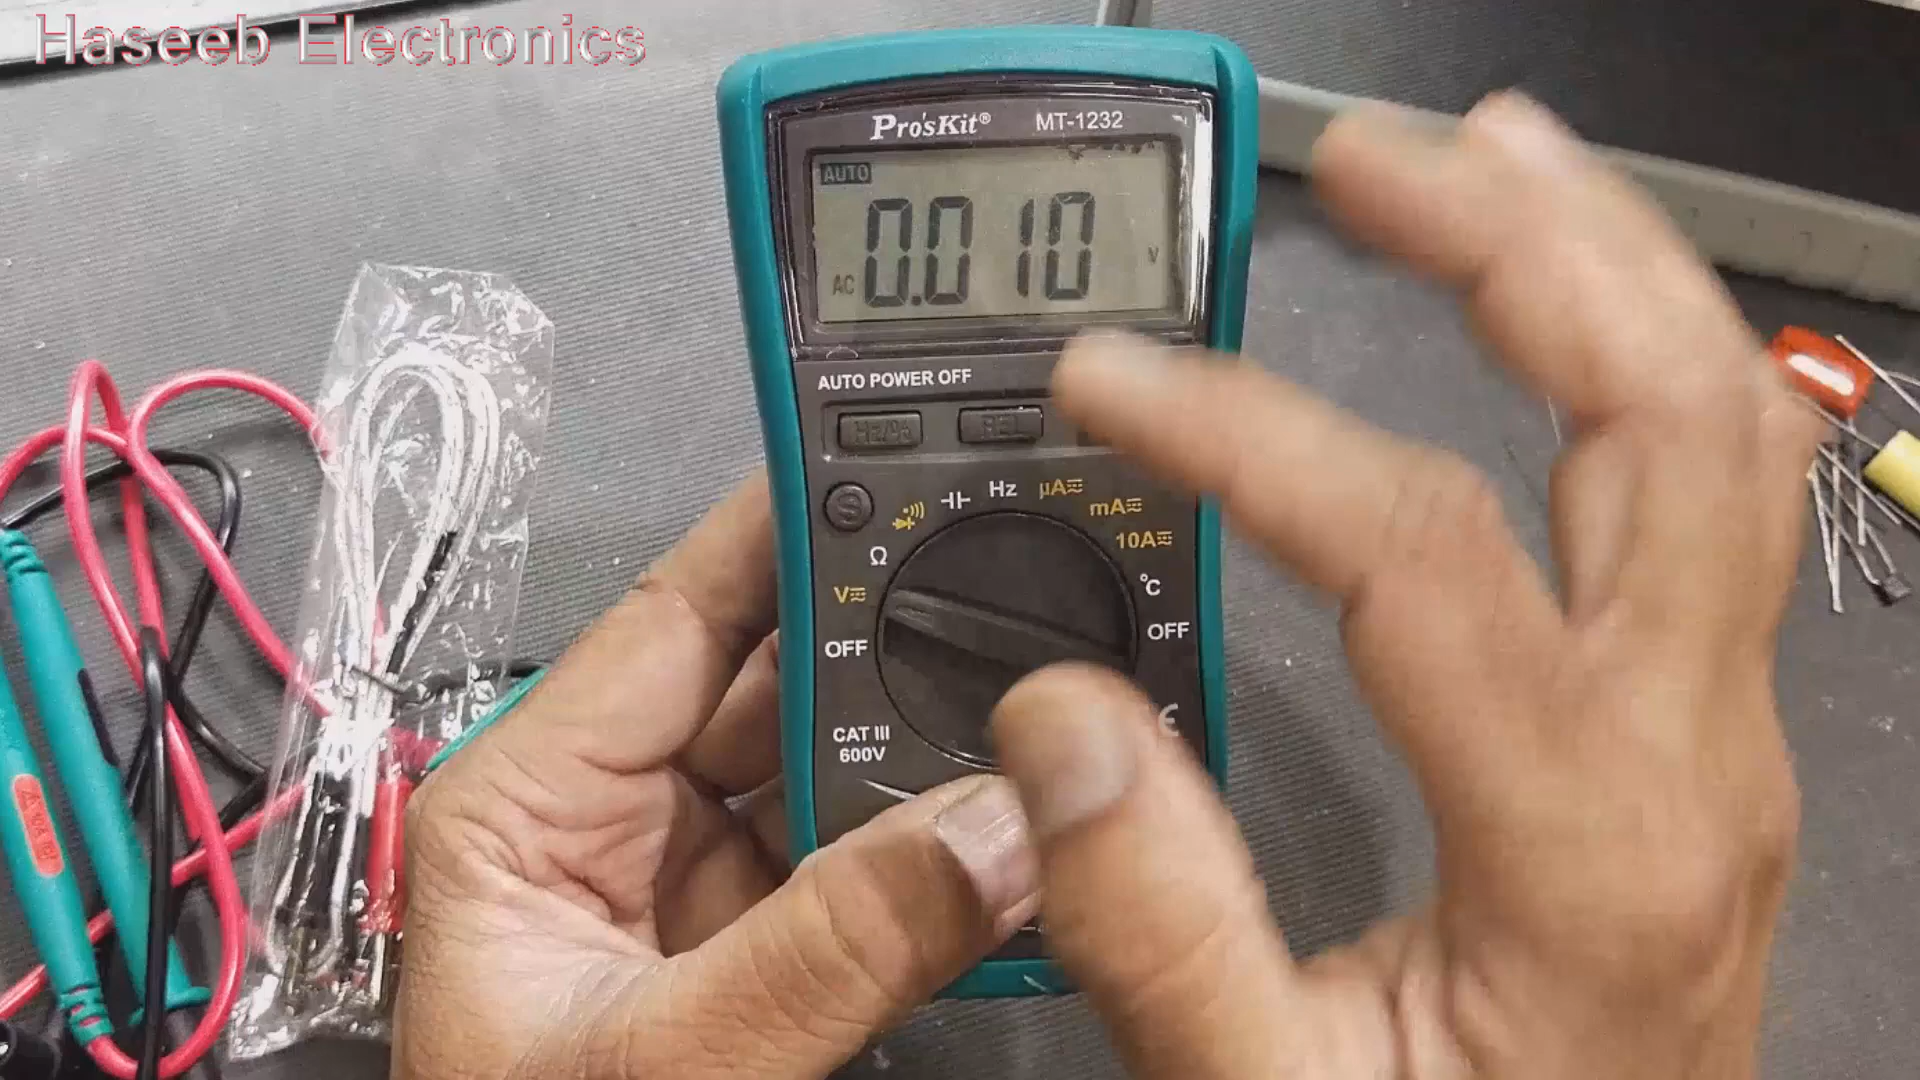 Haseeb Electronics
Pro'sKit® MT-1232
AUTO
AC 0.010 V
AUTO POWER OFF
Hz/% REL
S Hz µA mA
10A
Ω
°C
V
OFF OFF
CAT III
600V
CE